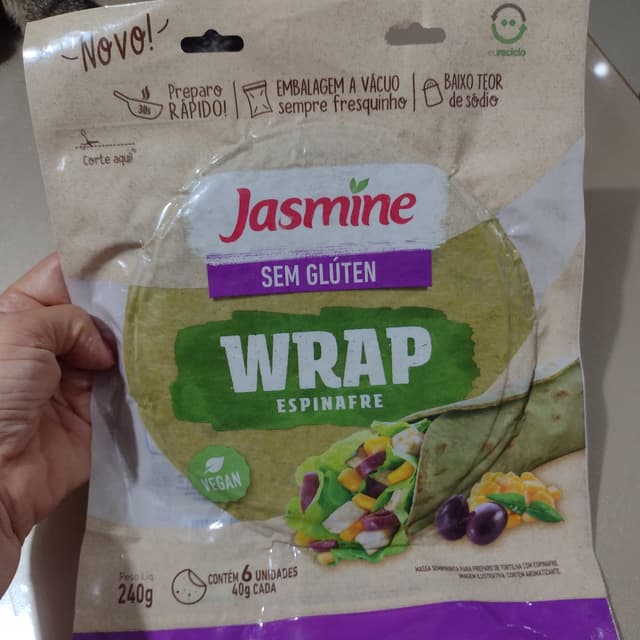 NOVO!
eureciclo
Preparo
RÁPIDO!
30s
EMBALAGEM A VÁCUO
sempre fresquinho
BAIXO TEOR
de sódio
Corte aqui
Jasmine
SEM GLÚTEN
WRAP
ESPINAFRE
VEGAN
Peso Líq.
240g
CONTÉM 6 UNIDADES
40g CADA
MASSA SEMIPRONTA PARA PREPARO DE TORTILHA COM ESPINAFRE.
IMAGEM ILUSTRATIVA. CONTÉM AROMATIZANTE.